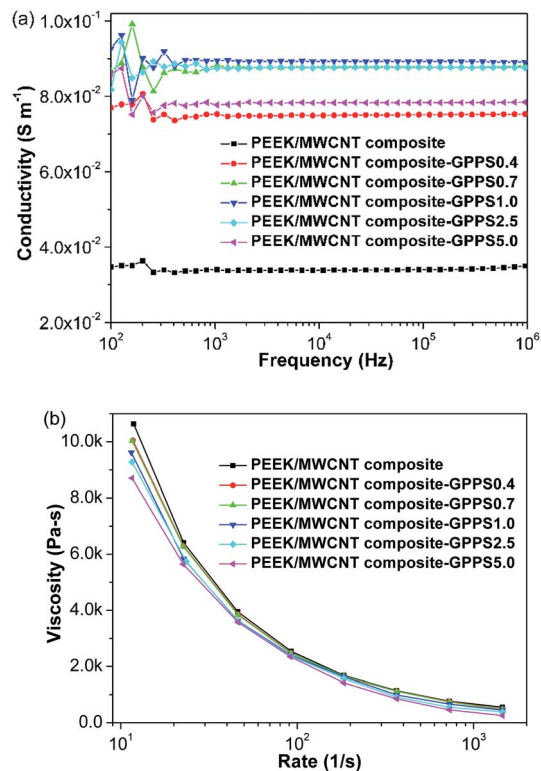 (a)
1.0x10⁻¹
8.0x10⁻²
6.0x10⁻²
4.0x10⁻²
2.0x10⁻²
Conductivity (S m⁻¹)
PEEK/MWCNT composite
PEEK/MWCNT composite-GPPS0.4
PEEK/MWCNT composite-GPPS0.7
PEEK/MWCNT composite-GPPS1.0
PEEK/MWCNT composite-GPPS2.5
PEEK/MWCNT composite-GPPS5.0
10² 10³ 10⁴ 10⁵ 10⁶
Frequency (Hz)
(b)
10.0k
8.0k
6.0k
4.0k
2.0k
0.0
Viscosity (Pa-s)
PEEK/MWCNT composite
PEEK/MWCNT composite-GPPS0.4
PEEK/MWCNT composite-GPPS0.7
PEEK/MWCNT composite-GPPS1.0
PEEK/MWCNT composite-GPPS2.5
PEEK/MWCNT composite-GPPS5.0
10¹ 10² 10³
Rate (1/s)